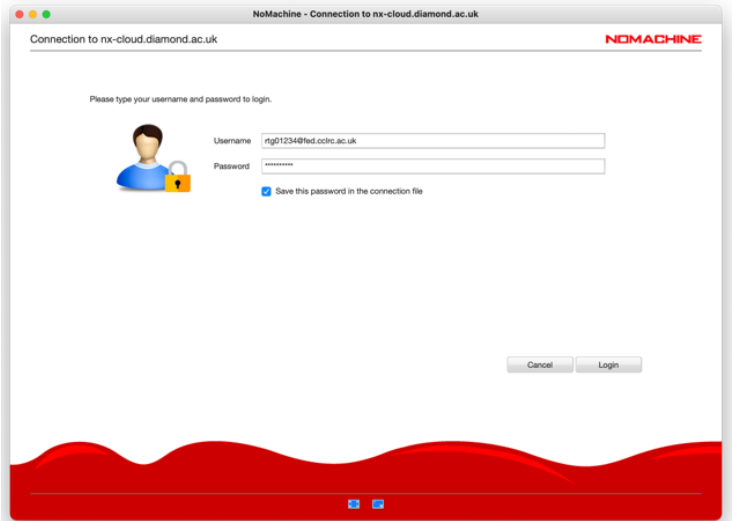 NoMachine - Connection to nx-cloud.diamond.ac.uk
Connection to nx-cloud.diamond.ac.uk
NOMACHINE
Please type your username and password to login.
Username
rtg01234@fed.cclrc.ac.uk
Password
**********
Save this password in the connection file
Cancel
Login